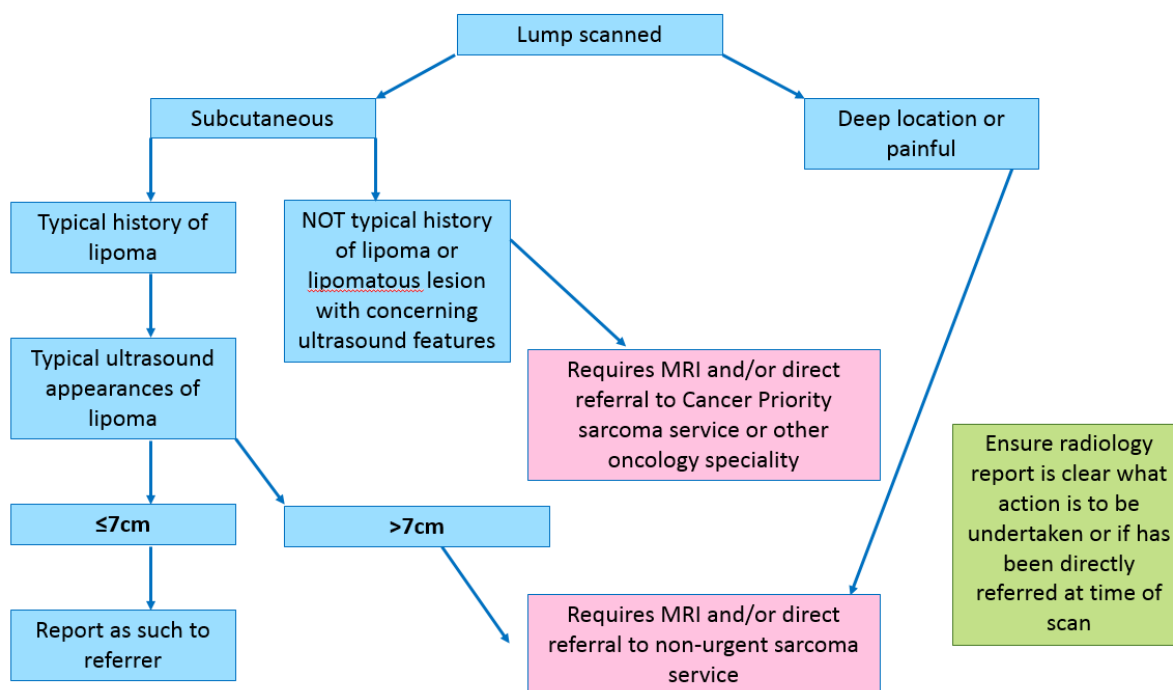 Lump scanned
Subcutaneous
Deep location or
painful
Typical history of
lipoma
NOT typical history
of lipoma or
lipomatous lesion
with concerning
ultrasound features
Typical ultrasound
appearances of
lipoma
Requires MRI and/or direct
referral to Cancer Priority
sarcoma service or other
oncology speciality
Ensure radiology
report is clear what
action is to be
undertaken or if has
been directly
referred at time of
scan
≤7cm
>7cm
Report as such to
referrer
Requires MRI and/or direct
referral to non-urgent sarcoma
service